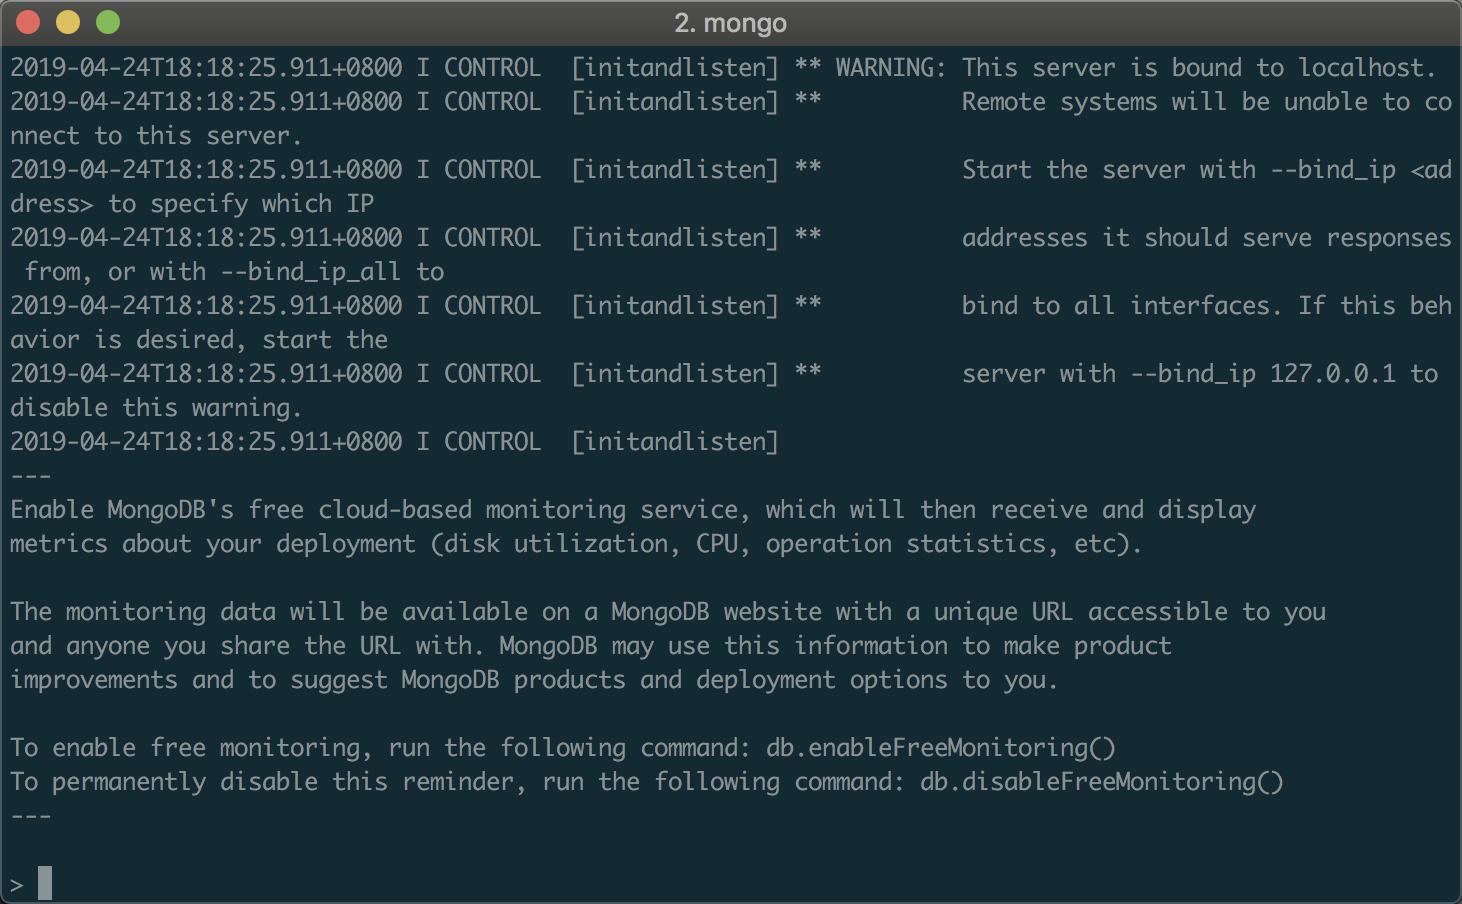 2. mongo
2019-04-24T18:18:25.911+0800 I CONTROL  [initandlisten] ** WARNING: This server is bound to localhost.
2019-04-24T18:18:25.911+0800 I CONTROL  [initandlisten] **          Remote systems will be unable to co
nnect to this server.
2019-04-24T18:18:25.911+0800 I CONTROL  [initandlisten] **          Start the server with --bind_ip <ad
dress> to specify which IP
2019-04-24T18:18:25.911+0800 I CONTROL  [initandlisten] **          addresses it should serve responses
 from, or with --bind_ip_all to
2019-04-24T18:18:25.911+0800 I CONTROL  [initandlisten] **          bind to all interfaces. If this beh
avior is desired, start the
2019-04-24T18:18:25.911+0800 I CONTROL  [initandlisten] **          server with --bind_ip 127.0.0.1 to
disable this warning.
2019-04-24T18:18:25.911+0800 I CONTROL  [initandlisten]
---
Enable MongoDB's free cloud-based monitoring service, which will then receive and display
metrics about your deployment (disk utilization, CPU, operation statistics, etc).

The monitoring data will be available on a MongoDB website with a unique URL accessible to you
and anyone you share the URL with. MongoDB may use this information to make product
improvements and to suggest MongoDB products and deployment options to you.

To enable free monitoring, run the following command: db.enableFreeMonitoring()
To permanently disable this reminder, run the following command: db.disableFreeMonitoring()
---

>